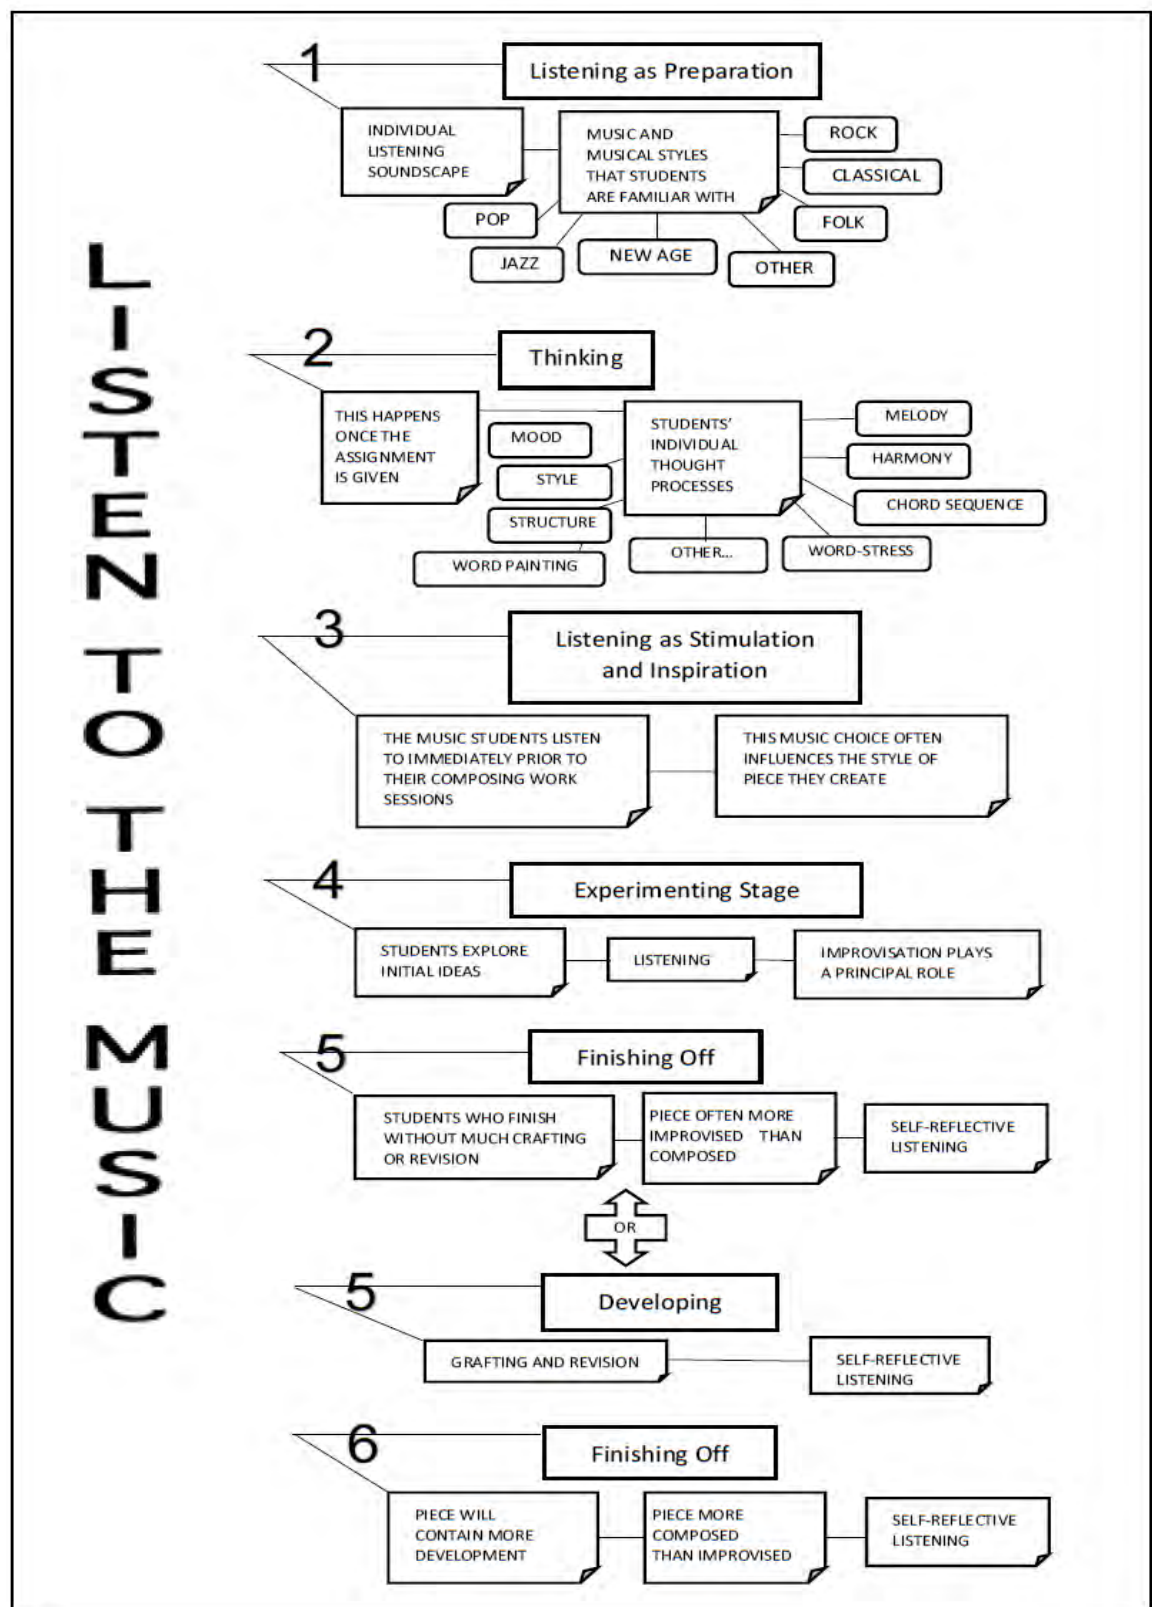 LISTEN TO THE MUSIC
1
Listening as Preparation
INDIVIDUAL
LISTENING
SOUNDSCAPE
MUSIC AND
MUSICAL STYLES
THAT STUDENTS
ARE FAMILIAR WITH
ROCK
CLASSICAL
FOLK
POP
JAZZ
NEW AGE
OTHER
2
Thinking
THIS HAPPENS
ONCE THE
ASSIGNMENT
IS GIVEN
MOOD
STYLE
STRUCTURE
WORD PAINTING
STUDENTS'
INDIVIDUAL
THOUGHT
PROCESSES
OTHER...
MELODY
HARMONY
CHORD SEQUENCE
WORD-STRESS
3
Listening as Stimulation
and Inspiration
THE MUSIC STUDENTS LISTEN
TO IMMEDIATELY PRIOR TO
THEIR COMPOSING WORK
SESSIONS
THIS MUSIC CHOICE OFTEN
INFLUENCES THE STYLE OF
PIECE THEY CREATE
4
Experimenting Stage
STUDENTS EXPLORE
INITIAL IDEAS
LISTENING
IMPROVISATION PLAYS
A PRINCIPAL ROLE
5
Finishing Off
STUDENTS WHO FINISH
WITHOUT MUCH CRAFTING
OR REVISION
PIECE OFTEN MORE
IMPROVISED THAN
COMPOSED
SELF-REFLECTIVE
LISTENING
OR
5
Developing
GRAFTING AND REVISION
SELF-REFLECTIVE
LISTENING
6
Finishing Off
PIECE WILL
CONTAIN MORE
DEVELOPMENT
PIECE MORE
COMPOSED
THAN IMPROVISED
SELF-REFLECTIVE
LISTENING